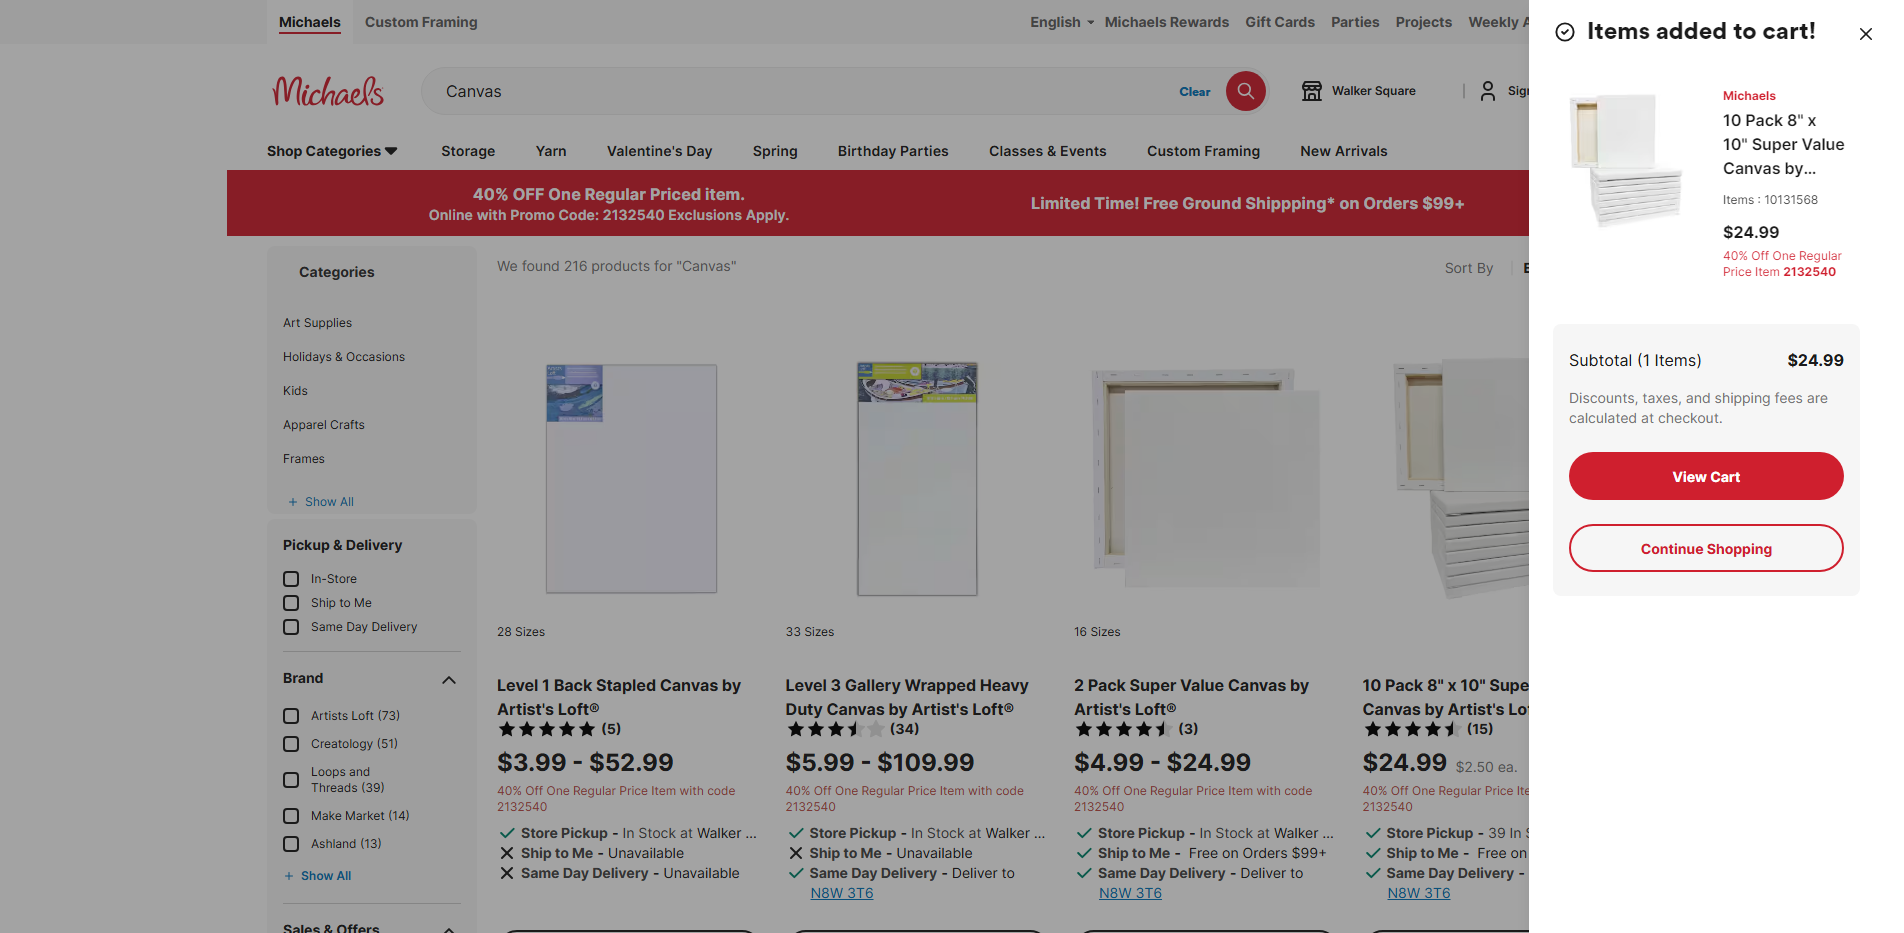 Michaels
Custom Framing
English
Michaels Rewards
Gift Cards
Parties
Projects
Weekly A
Michaels
Canvas
Clear
Walker Square
Sign
Shop Categories
Storage
Yarn
Valentine's Day
Spring
Birthday Parties
Classes & Events
Custom Framing
New Arrivals
40% OFF One Regular Priced item.
Online with Promo Code: 2132540 Exclusions Apply.
Limited Time! Free Ground Shippping* on Orders $99+
Categories
Art Supplies
Holidays & Occasions
Kids
Apparel Crafts
Frames
+ Show All
Pickup & Delivery
In-Store
Ship to Me
Same Day Delivery
Brand
Artists Loft (73)
Creatology (51)
Loops and
Threads (39)
Make Market (14)
Ashland (13)
+ Show All
Sales & Offers
We found 216 products for "Canvas"
Sort By
28 Sizes
Level 1 Back Stapled Canvas by
Artist's Loft®
(5)
$3.99 - $52.99
40% Off One Regular Price Item with code
2132540
Store Pickup - In Stock at Walker ...
Ship to Me - Unavailable
Same Day Delivery - Unavailable
33 Sizes
Level 3 Gallery Wrapped Heavy
Duty Canvas by Artist's Loft®
(34)
$5.99 - $109.99
40% Off One Regular Price Item with code
2132540
Store Pickup - In Stock at Walker ...
Ship to Me - Unavailable
Same Day Delivery - Deliver to
N8W 3T6
16 Sizes
2 Pack Super Value Canvas by
Artist's Loft®
(3)
$4.99 - $24.99
40% Off One Regular Price Item with code
2132540
Store Pickup - In Stock at Walker ...
Ship to Me - Free on Orders $99+
Same Day Delivery - Deliver to
N8W 3T6
10 Pack 8" x 10" Supe
Canvas by Artist's Lof
(15)
$24.99 $2.50 ea.
40% Off One Regular Price Ite
2132540
Store Pickup - 39 In S
Ship to Me - Free on
Same Day Delivery -
N8W 3T6
Items added to cart!
Michaels
10 Pack 8" x
10" Super Value
Canvas by...
Items : 10131568
$24.99
40% Off One Regular
Price Item 2132540
Subtotal (1 Items)
$24.99
Discounts, taxes, and shipping fees are
calculated at checkout.
View Cart
Continue Shopping